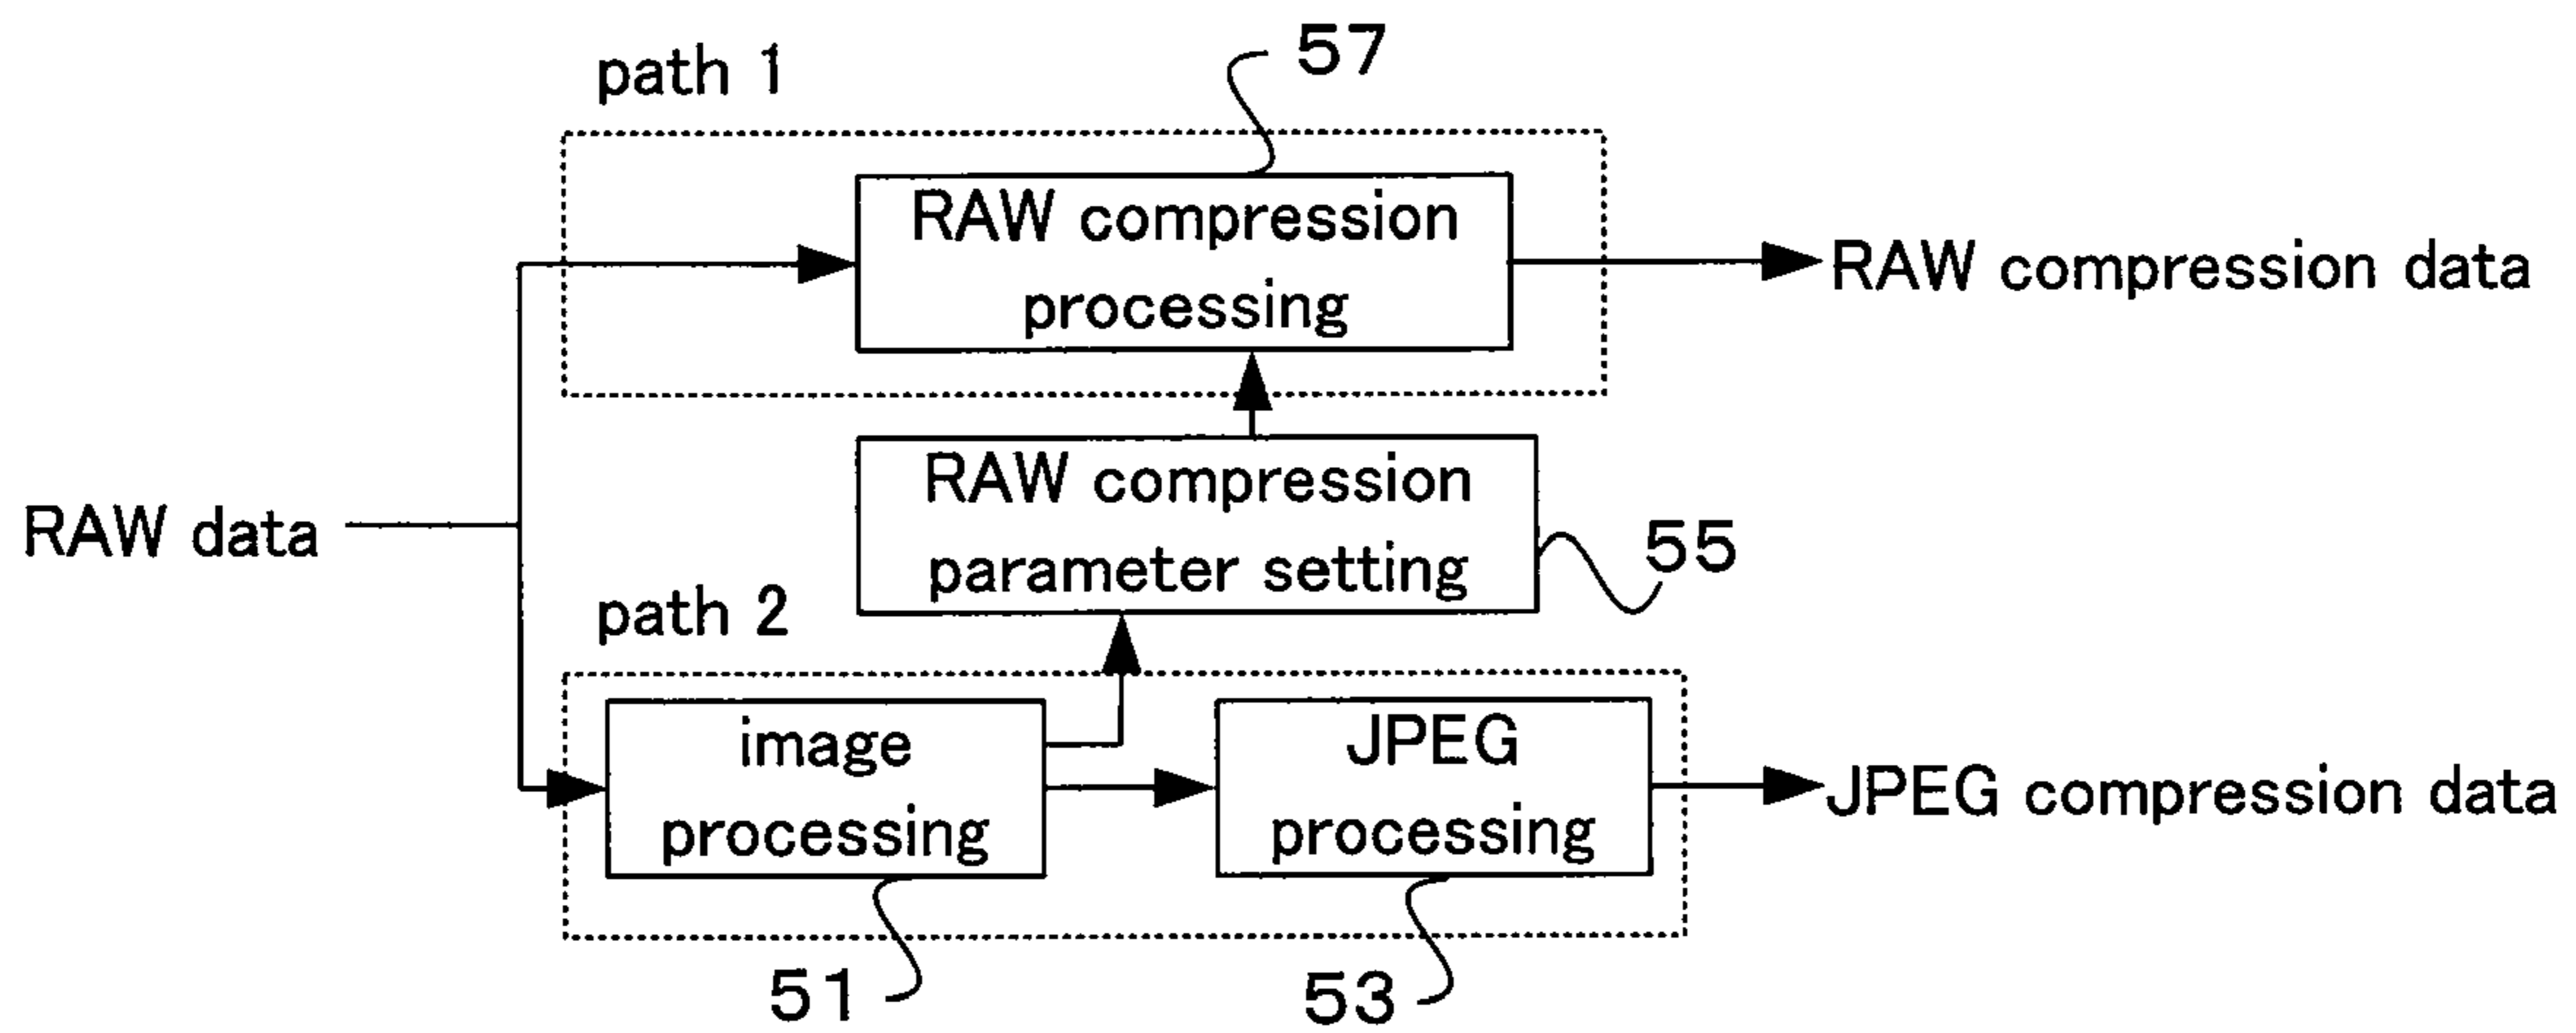 path 1
57
RAW compression
processing
RAW compression data
RAW data
RAW compression
parameter setting
55
path 2
image
processing
JPEG
processing
JPEG compression data
51
53